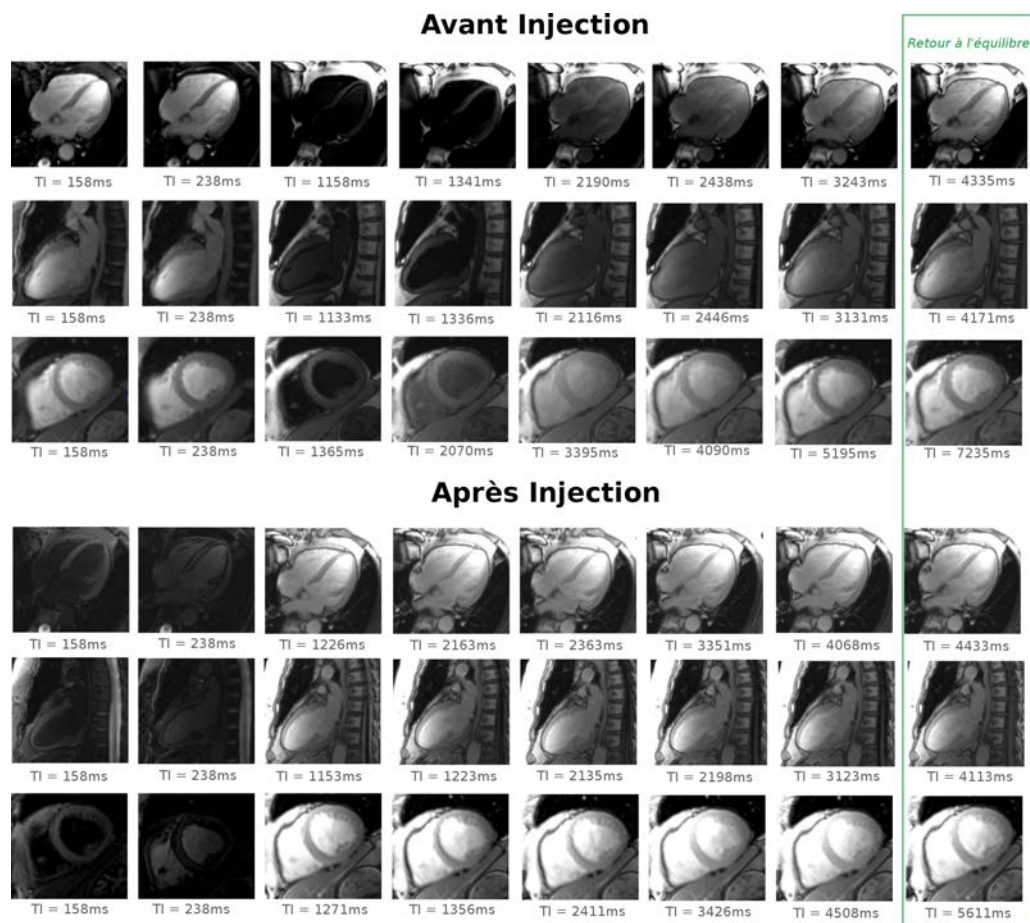 Avant Injection
Retour à l'équilibre
TI = 158ms TI = 238ms TI = 1158ms TI = 1341ms TI = 2190ms TI = 2438ms TI = 3243ms TI = 4335ms
TI = 158ms TI = 238ms TI = 1133ms TI = 1336ms TI = 2116ms TI = 2446ms TI = 3131ms TI = 4171ms
TI = 158ms TI = 238ms TI = 1365ms TI = 2070ms TI = 3395ms TI = 4090ms TI = 5195ms TI = 7235ms
Après Injection
TI = 158ms TI = 238ms TI = 1226ms TI = 2163ms TI = 2363ms TI = 3351ms TI = 4068ms TI = 4433ms
TI = 158ms TI = 238ms TI = 1153ms TI = 1223ms TI = 2135ms TI = 2198ms TI = 3123ms TI = 4113ms
TI = 158ms TI = 238ms TI = 1271ms TI = 1356ms TI = 2411ms TI = 3426ms TI = 4508ms TI = 5611ms